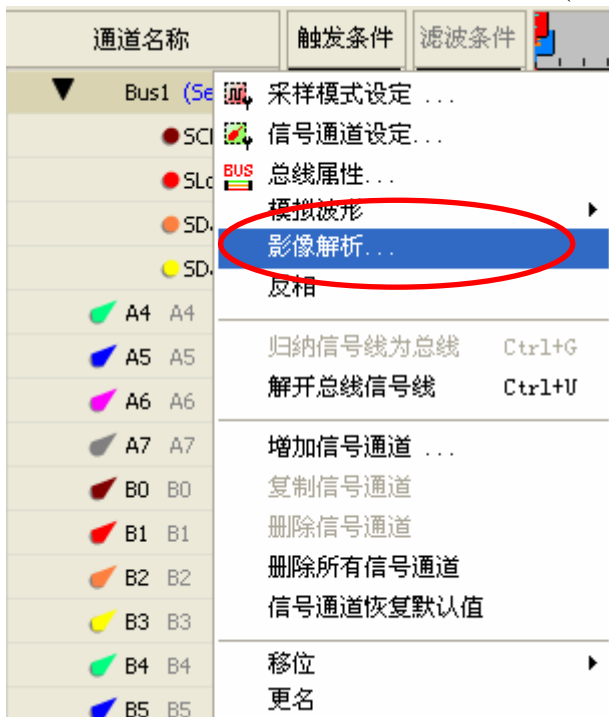 通道名称 触发条件 滤波条件
Bus1 (Se
采样模式设定 ...
SCl
信号通道设定...
SLo
BUS 总线属性...
模拟波形
SD.
影像解析...
SD.
反相
A4 A4
归纳信号线为总线 Ctrl+G
A5 A5
解开总线信号线 Ctrl+U
A6 A6
A7 A7
增加信号通道 ...
B0 B0
复制信号通道
B1 B1
删除信号通道
B2 B2
删除所有信号通道
B3 B3
信号通道恢复默认值
B4 B4
移位
B5 B5
更名